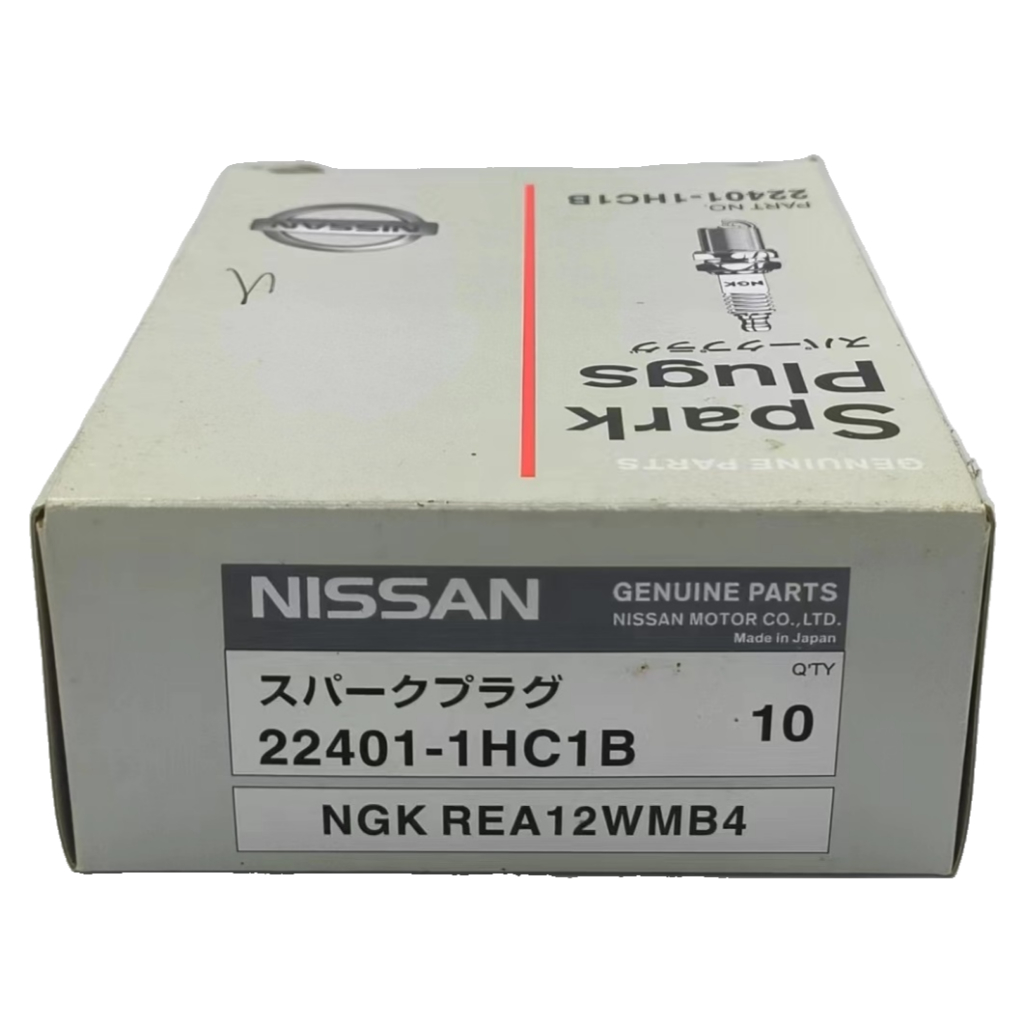 NISSAN
PART NO.
22401-1HC1B
NGK
スパークプラグ
Spark
Plugs
GENUINE PARTS
NISSAN
GENUINE PARTS
NISSAN MOTOR CO.,LTD.
Made in Japan
スパークプラグ
Q'TY
22401-1HC1B
10
NGK REA12WMB4